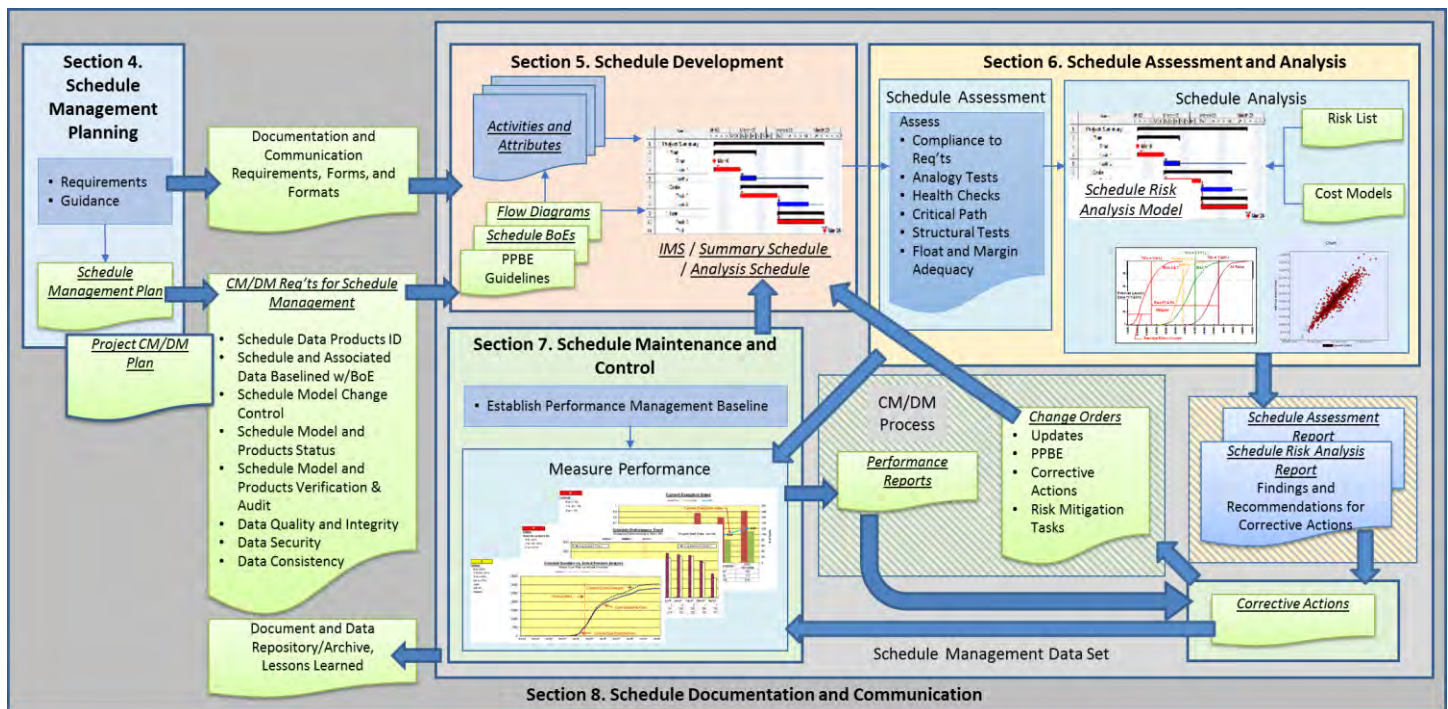 Section 4.
Schedule
Management
Planning
• Requirements
• Guidance
Schedule
Management Plan
Project CM/DM
Plan
Documentation and
Communication
Requirements, Forms, and
Formats
CM/DM Req'ts for Schedule
Management
• Schedule Data Products ID
• Schedule and Associated
Data Baselined w/BoE
• Schedule Model Change
Control
• Schedule Model and
Products Status
• Schedule Model and
Products Verification &
Audit
• Data Quality and Integrity
• Data Security
• Data Consistency
Document and Data
Repository/Archive,
Lessons Learned
Section 5. Schedule Development
Activities and
Attributes
Flow Diagrams
Schedule BoEs
PPBE
Guidelines
Project Summary
IMS / Summary Schedule
/ Analysis Schedule
Section 6. Schedule Assessment and Analysis
Schedule Assessment
Assess
• Compliance to
Req'ts
• Analogy Tests
• Health Checks
• Critical Path
• Structural Tests
• Float and Margin
Adequacy
Schedule Analysis
Project Summary
Schedule Risk
Analysis Model
Risk List
Cost Models
Section 7. Schedule Maintenance and
Control
• Establish Performance Management Baseline
Measure Performance
CM/DM
Process
Performance
Reports
Change Orders
• Updates
• PPBE
• Corrective
Actions
• Risk Mitigation
Tasks
Schedule Assessment
Report
Schedule Risk Analysis
Report
Findings and
Recommendations for
Corrective Actions
Corrective Actions
Schedule Management Data Set
Section 8. Schedule Documentation and Communication